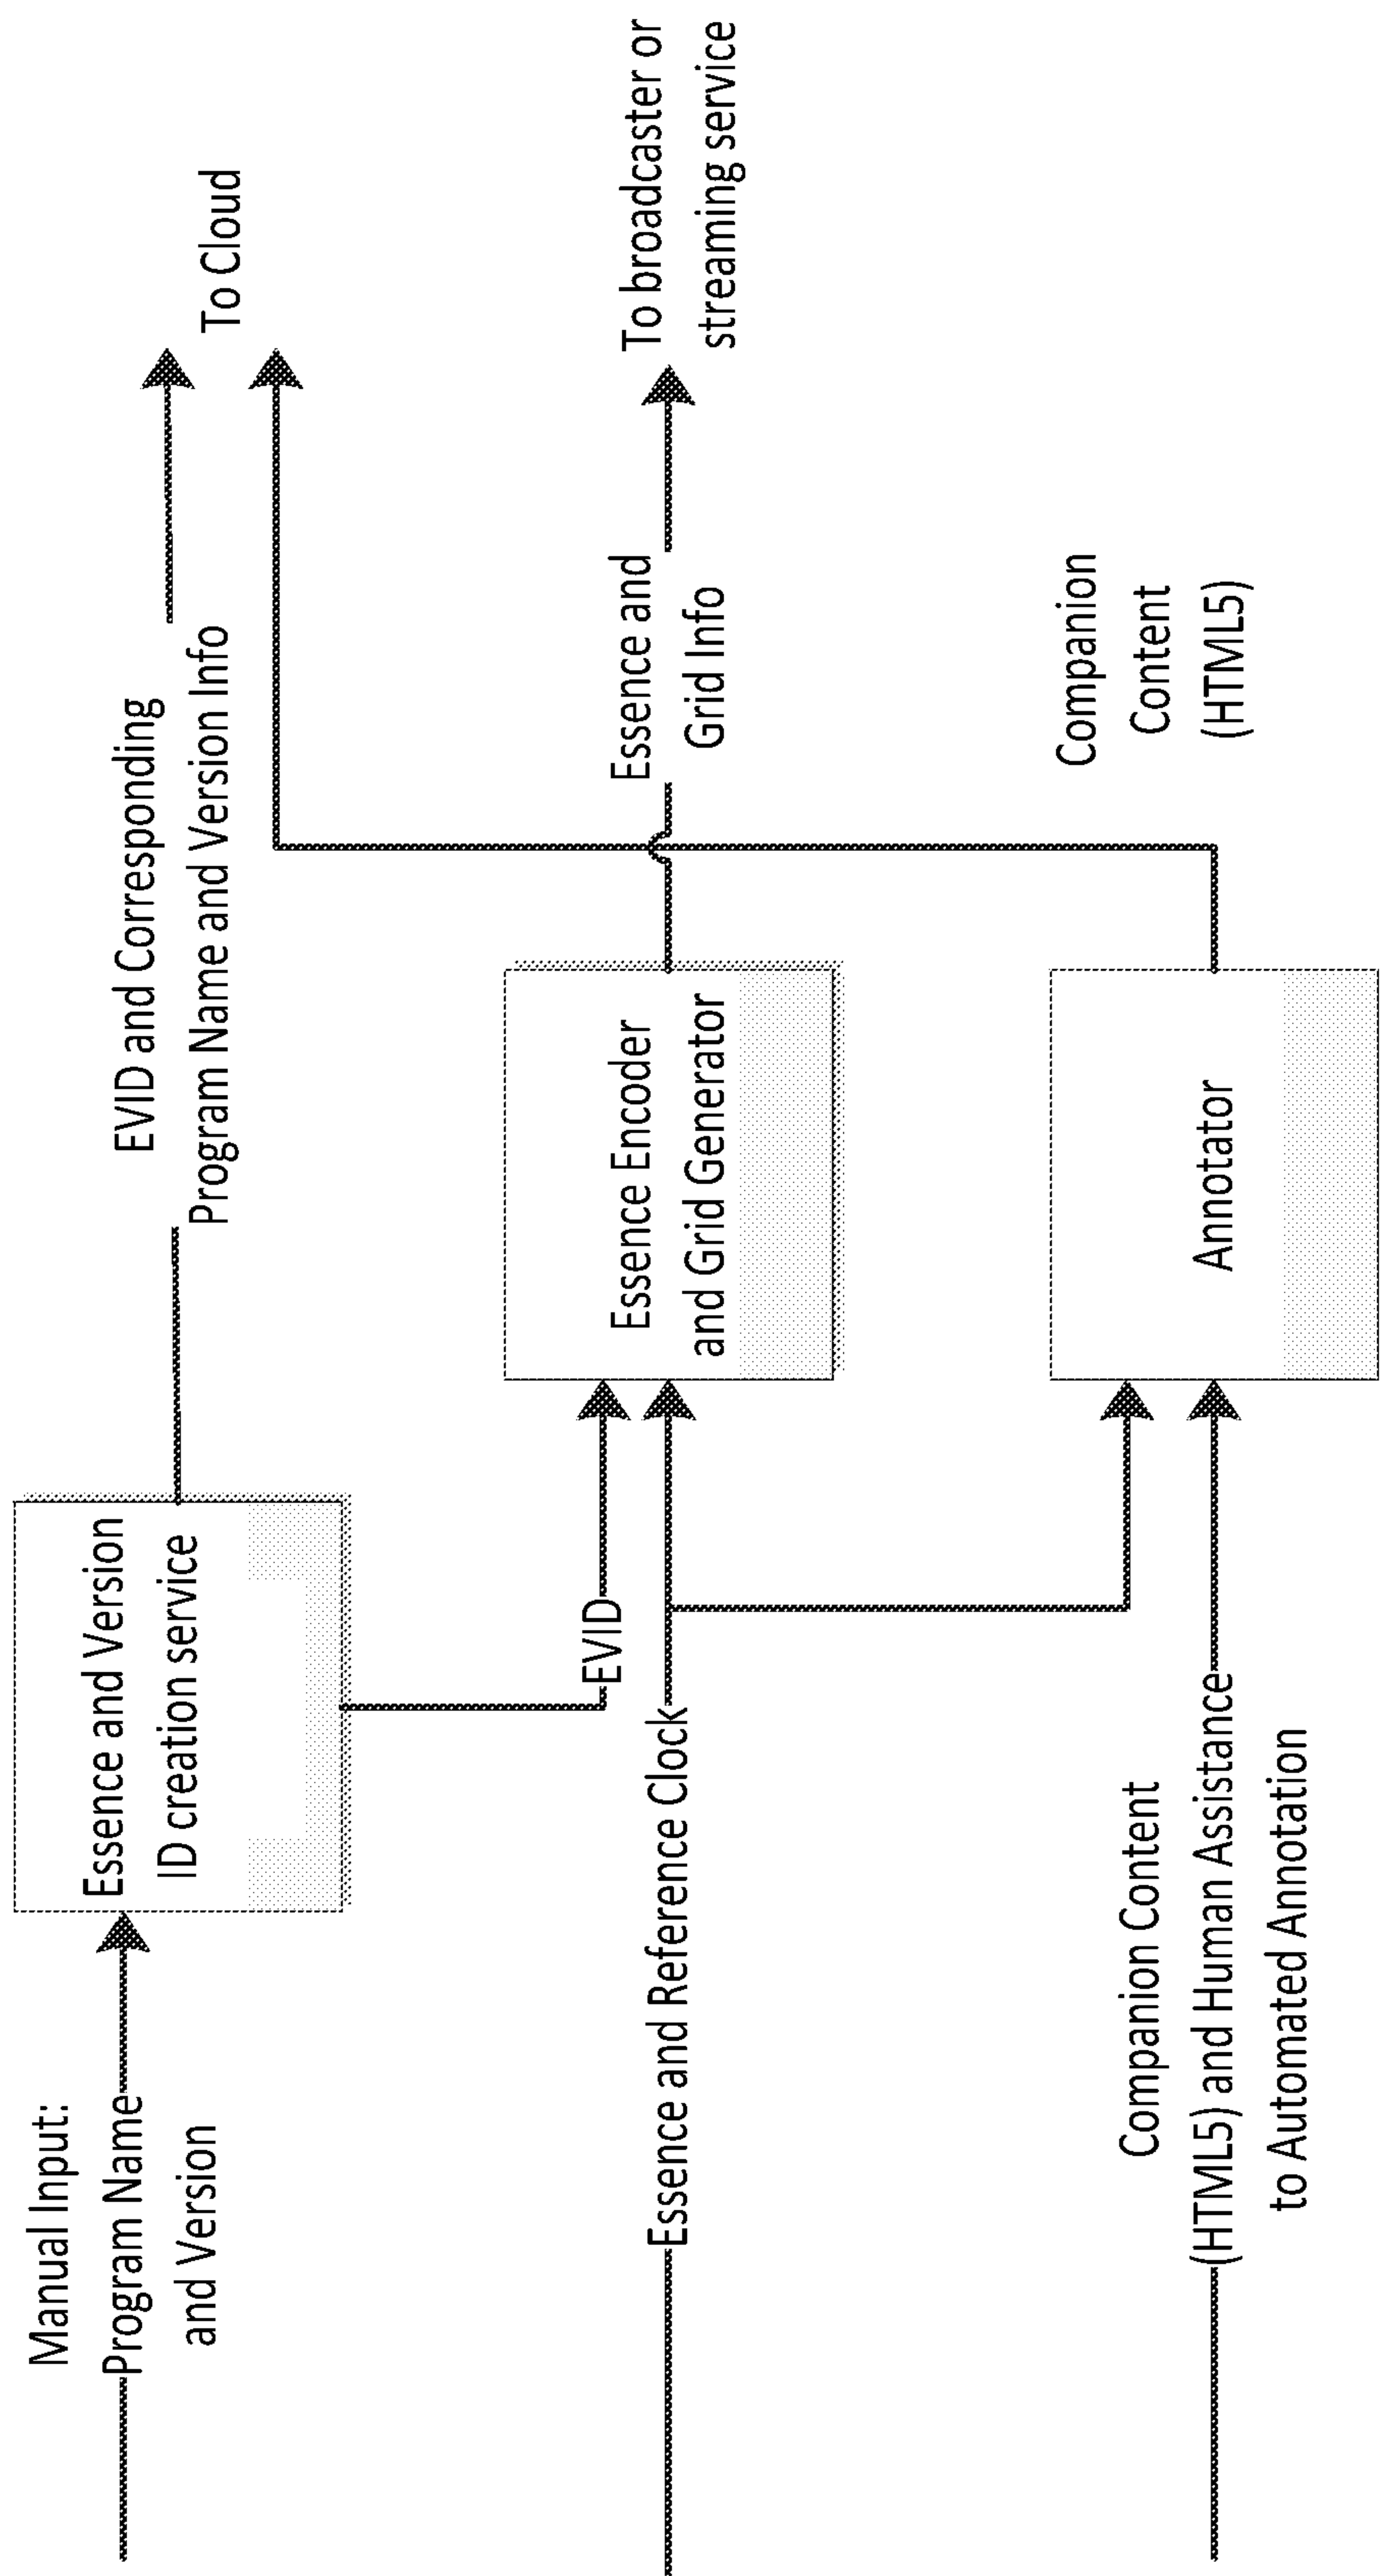 Manual Input:
Program Name
and Version
Essence and Version
ID creation service
EVID and Corresponding
Program Name and Version Info
To Cloud
EVID
Essence and Reference Clock
Essence Encoder
and Grid Generator
Essence and
Grid Info
To broadcaster or
streaming service
Companion Content
(HTML5) and Human Assistance
to Automated Annotation
Annotator
Companion
Content
(HTML5)